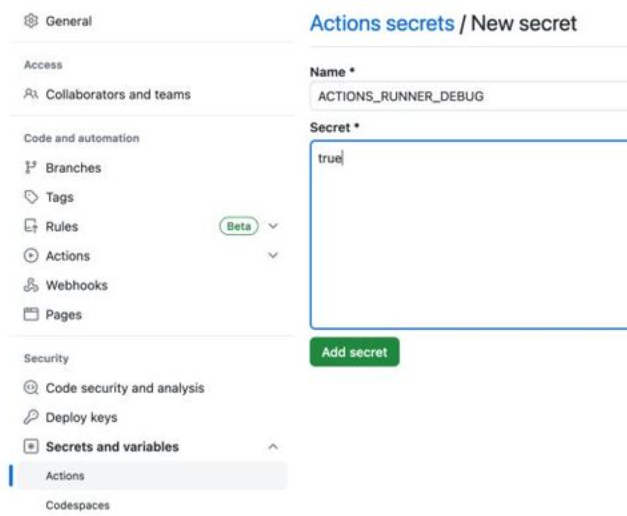 General
Access
Collaborators and teams
Code and automation
Branches
Tags
Rules Beta
Actions
Webhooks
Pages
Security
Code security and analysis
Deploy keys
Secrets and variables
Actions
Codespaces
Actions secrets / New secret
Name *
ACTIONS_RUNNER_DEBUG
Secret *
true
Add secret